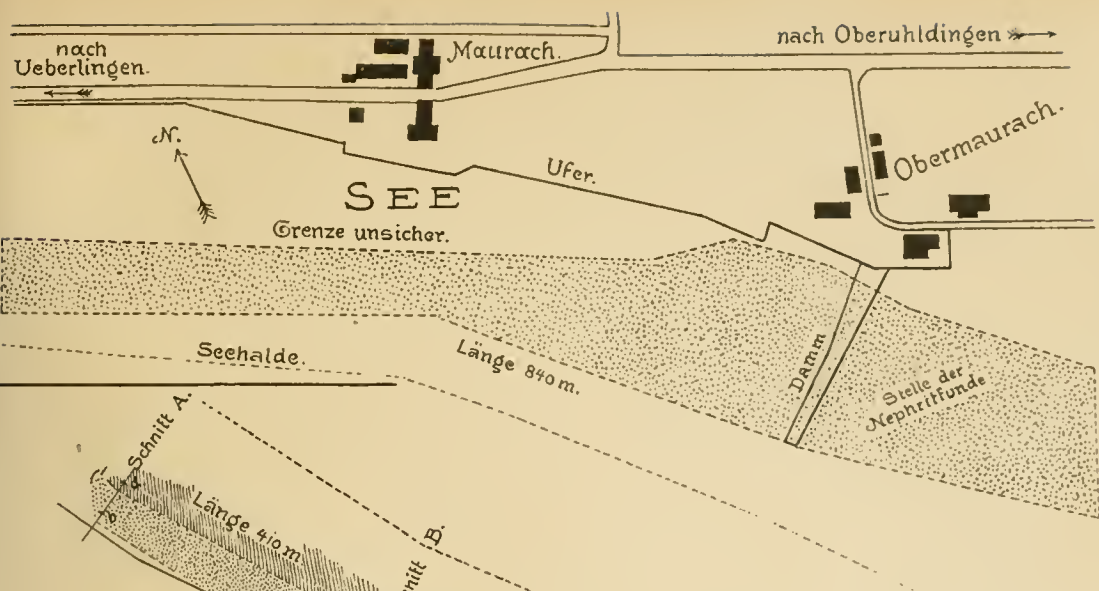 nach
Ueberlingen.
Maurach.
nach Oberuhldingen
N.
Ufer.
Obermaurach.
SEE
Grenze unsicher.
Seehalde.
Länge 840 m.
Damm
Stelle der
Nephritfunde
Schnitt A.
a
b
Länge 410 m
nitt B.